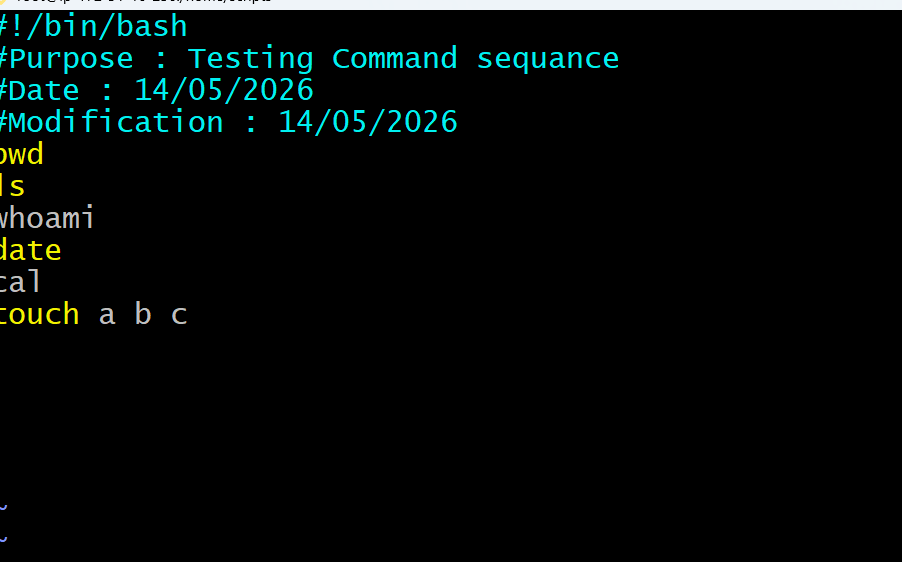 #!/bin/bash
#Purpose : Testing Command sequance
#Date : 14/05/2026
#Modification : 14/05/2026
pwd
ls
whoami
date
cal
touch a b c
~
~